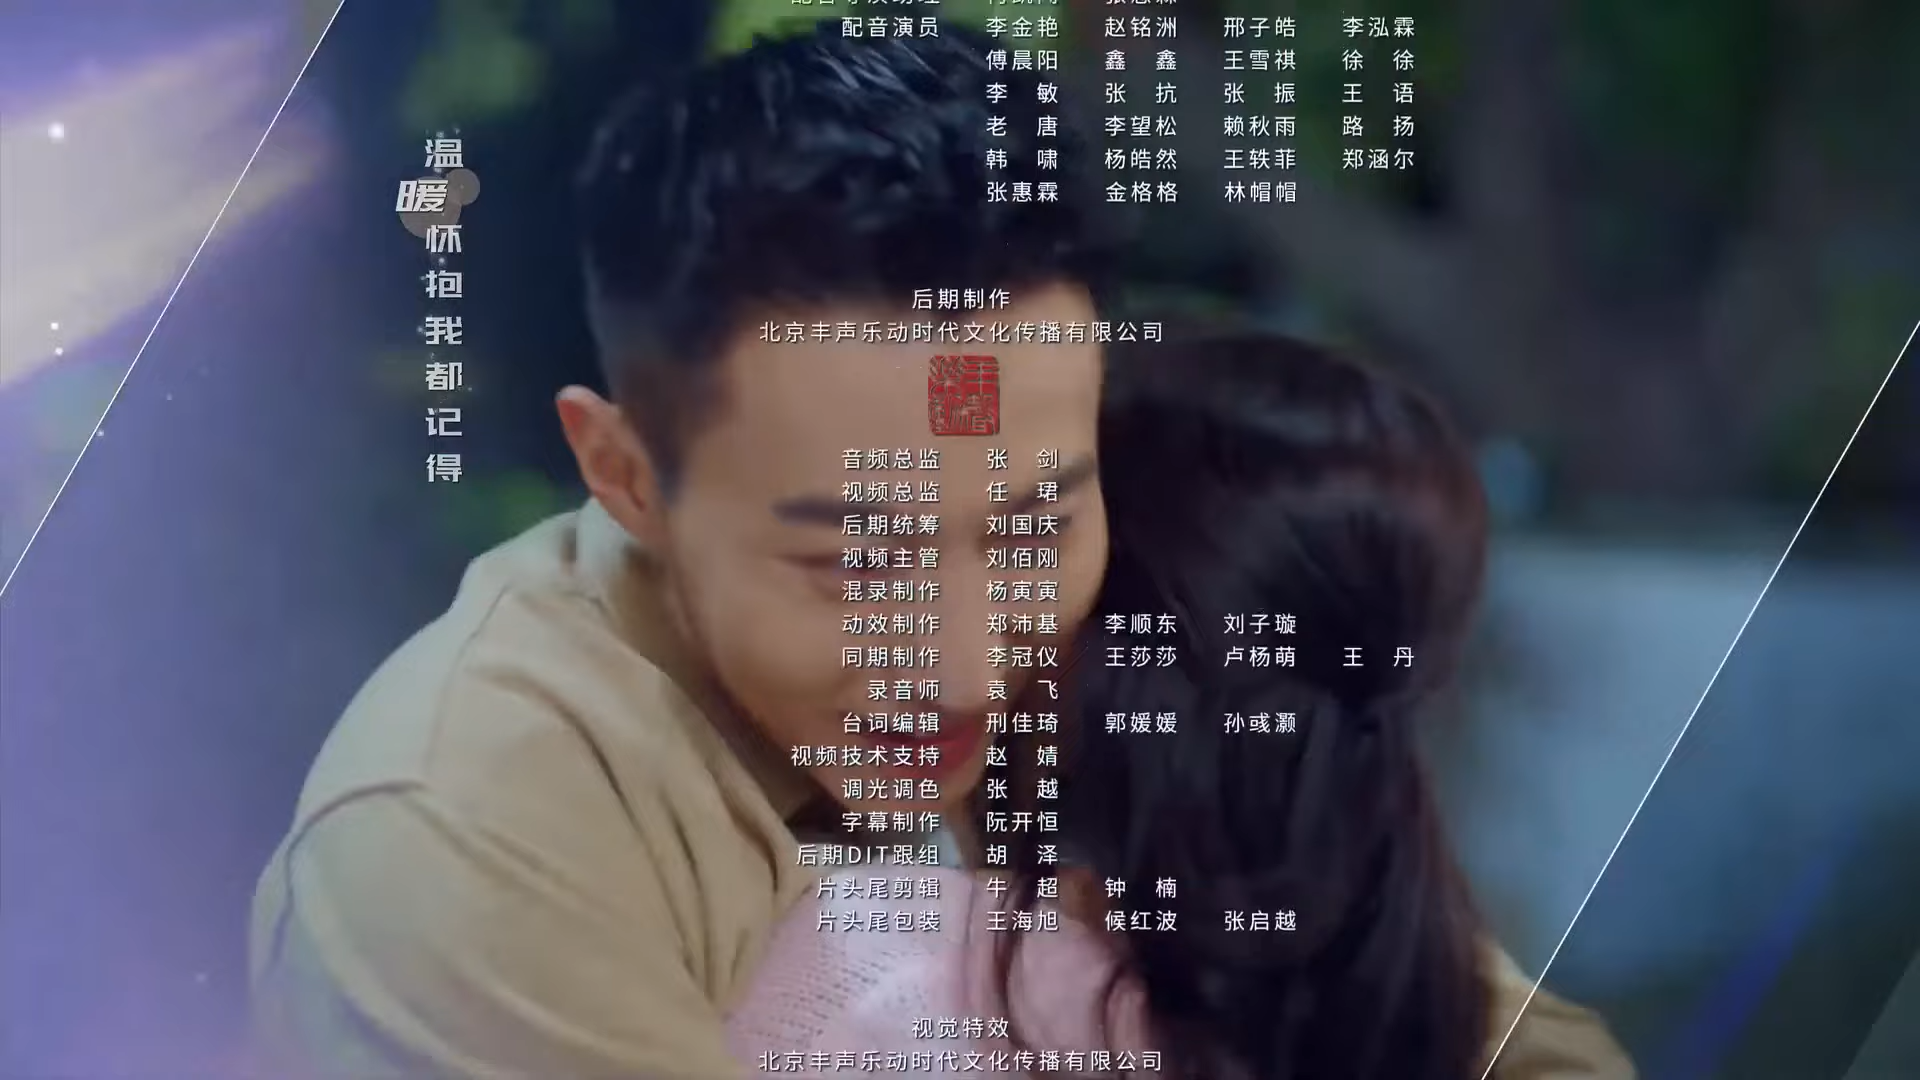 配音演员 李金艳 赵铭洲 邢子皓 李泓霖
傅晨阳 鑫鑫 王雪祺 徐徐
李敏 张抗 张振 王语
老唐 李望松 赖秋雨 路扬
韩啸 杨皓然 王轶菲 郑涵尔
张惠霖 金格格 林帽帽
温暖怀抱我都记得
后期制作
北京丰声乐动时代文化传播有限公司
音频总监 张剑
视频总监 任珺
后期统筹 刘国庆
视频主管 刘佰刚
混录制作 杨寅寅
动效制作 郑沛基 李顺东 刘子璇
同期制作 李冠仪 王莎莎 卢杨萌 王丹
录音师 袁飞
台词编辑 刑佳琦 郭媛媛 孙彧灏
视频技术支持 赵婧
调光调色 张越
字幕制作 阮开恒
后期DIT跟组 胡泽
片头尾剪辑 牛超 钟楠
片头尾包装 王海旭 候红波 张启越
视觉特效
北京丰声乐动时代文化传播有限公司